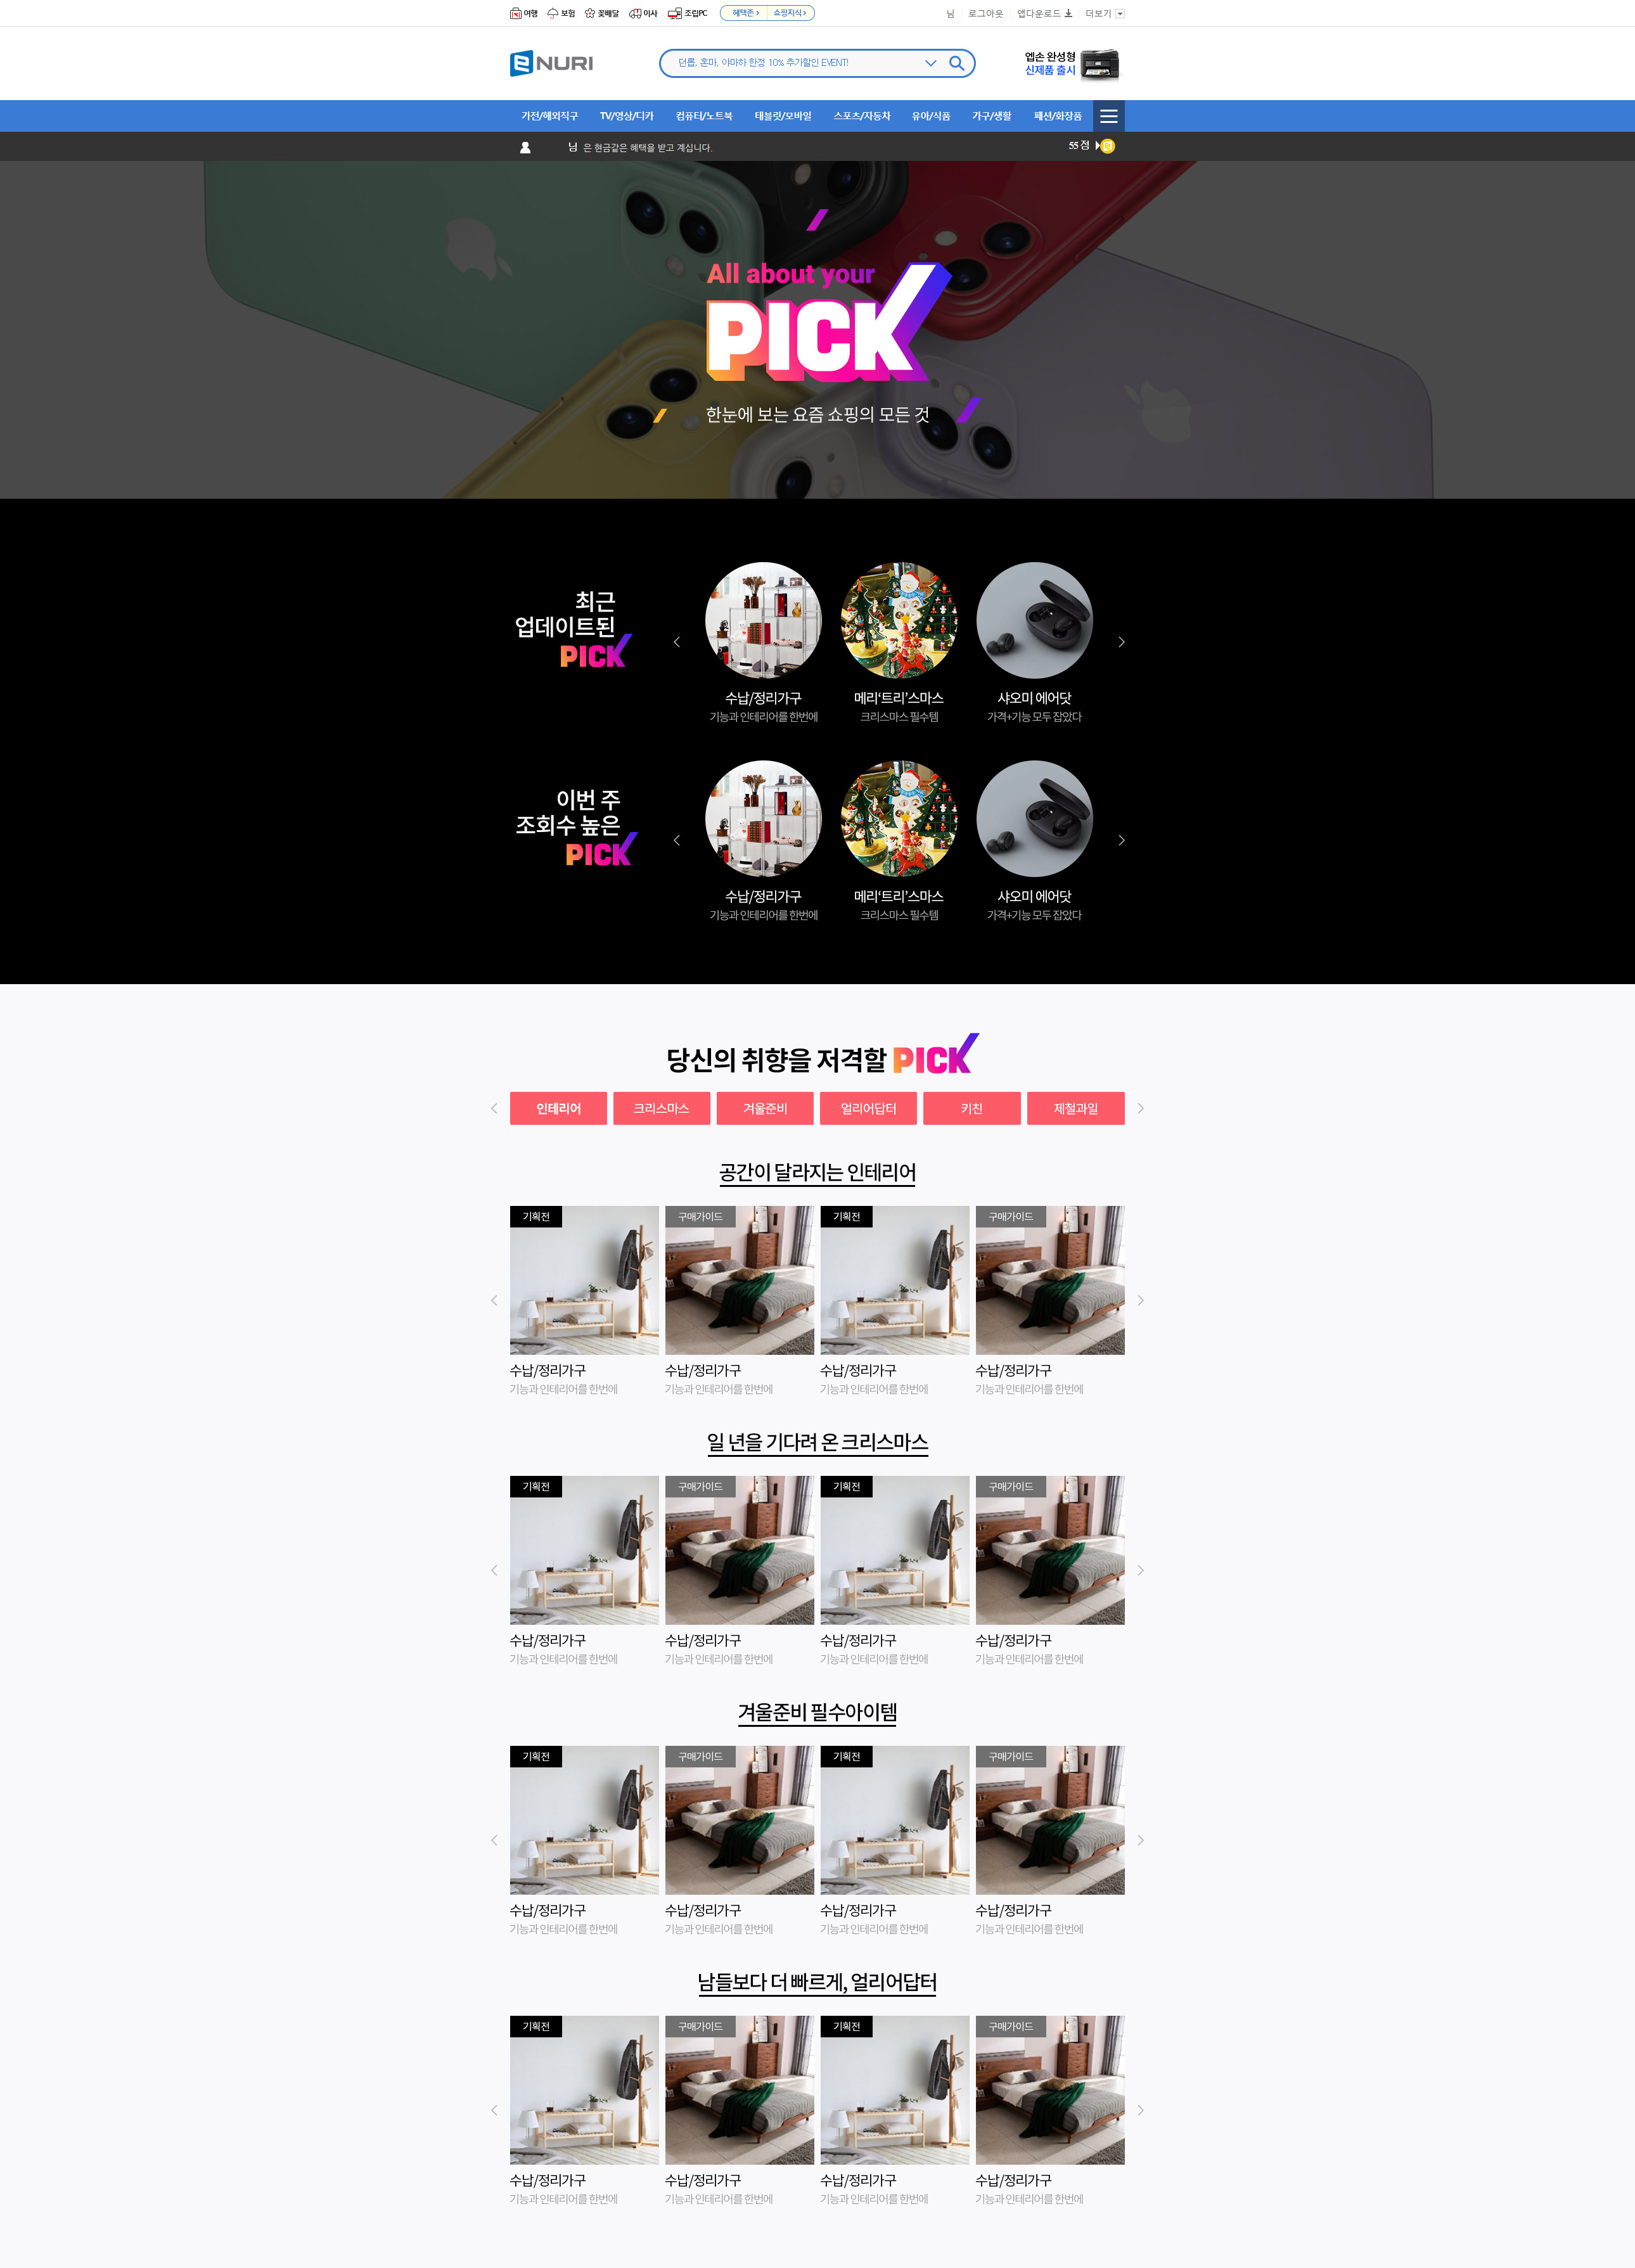 여행 보험 꽃배달 이사 조립PC 혜택존 쇼핑지식
님 로그아웃 앱다운로드 더보기
ENURI
던롭, 혼마, 야마하 한정 10% 추가할인 EVENT!
엡손 완성형
신제품 출시
가전/해외직구 TV/영상/디카 컴퓨터/노트북 태블릿/모바일 스포츠/자동차 유아/식품 가구/생활 패션/화장품
님 은 현금같은 혜택을 받고 계십니다.
55 점
All about your
PICK
한눈에 보는 요즘 쇼핑의 모든 것
최근
업데이트된
PICK
수납/정리가구 메리‘트리’스마스 샤오미 에어닷
기능과 인테리어를 한번에 크리스마스 필수템 가격+기능 모두 잡았다
이번 주
조회수 높은
PICK
수납/정리가구 메리‘트리’스마스 샤오미 에어닷
기능과 인테리어를 한번에 크리스마스 필수템 가격+기능 모두 잡았다
당신의 취향을 저격할 PICK
인테리어 크리스마스 겨울준비 얼리어답터 키친 제철과일
공간이 달라지는 인테리어
기획전 구매가이드 기획전 구매가이드
수납/정리가구 수납/정리가구 수납/정리가구 수납/정리가구
기능과 인테리어를 한번에 기능과 인테리어를 한번에 기능과 인테리어를 한번에 기능과 인테리어를 한번에
일 년을 기다려 온 크리스마스
기획전 구매가이드 기획전 구매가이드
수납/정리가구 수납/정리가구 수납/정리가구 수납/정리가구
기능과 인테리어를 한번에 기능과 인테리어를 한번에 기능과 인테리어를 한번에 기능과 인테리어를 한번에
겨울준비 필수아이템
기획전 구매가이드 기획전 구매가이드
수납/정리가구 수납/정리가구 수납/정리가구 수납/정리가구
기능과 인테리어를 한번에 기능과 인테리어를 한번에 기능과 인테리어를 한번에 기능과 인테리어를 한번에
남들보다 더 빠르게, 얼리어답터
기획전 구매가이드 기획전 구매가이드
수납/정리가구 수납/정리가구 수납/정리가구 수납/정리가구
기능과 인테리어를 한번에 기능과 인테리어를 한번에 기능과 인테리어를 한번에 기능과 인테리어를 한번에